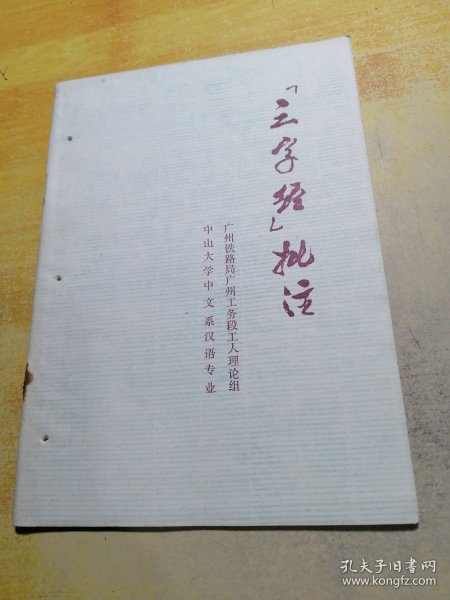 「三字经」批注
广州铁路局广州工务段工人理论组
中山大学中文系汉语专业
孔夫子旧书网
www.kongfz.com